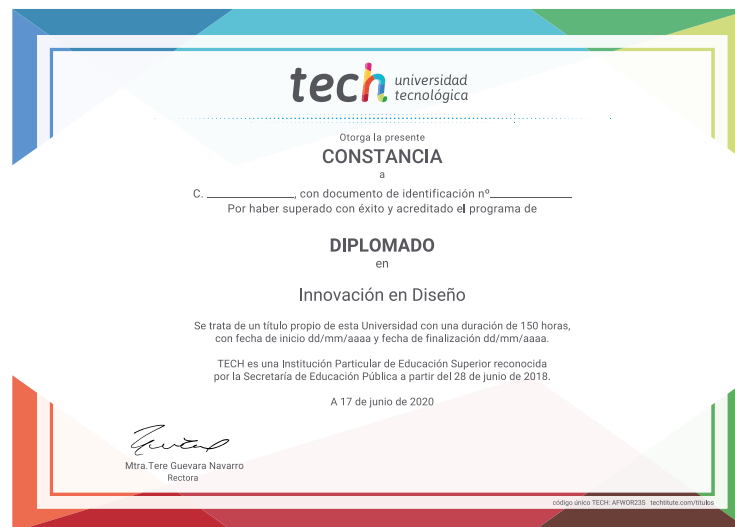 tech universidad
tecnológica
Otorga la presente
CONSTANCIA
a
C. ______________, con documento de identificación nº______________
Por haber superado con éxito y acreditado el programa de
DIPLOMADO
en
Innovación en Diseño
Se trata de un título propio de esta Universidad con una duración de 150 horas,
con fecha de inicio dd/mm/aaaa y fecha de finalización dd/mm/aaaa.
TECH es una Institución Particular de Educación Superior reconocida
por la Secretaría de Educación Pública a partir del 28 de junio de 2018.
A 17 de junio de 2020
Mtra.Tere Guevara Navarro
Rectora
código único TECH: AFWOR235 techtitute.com/titulos